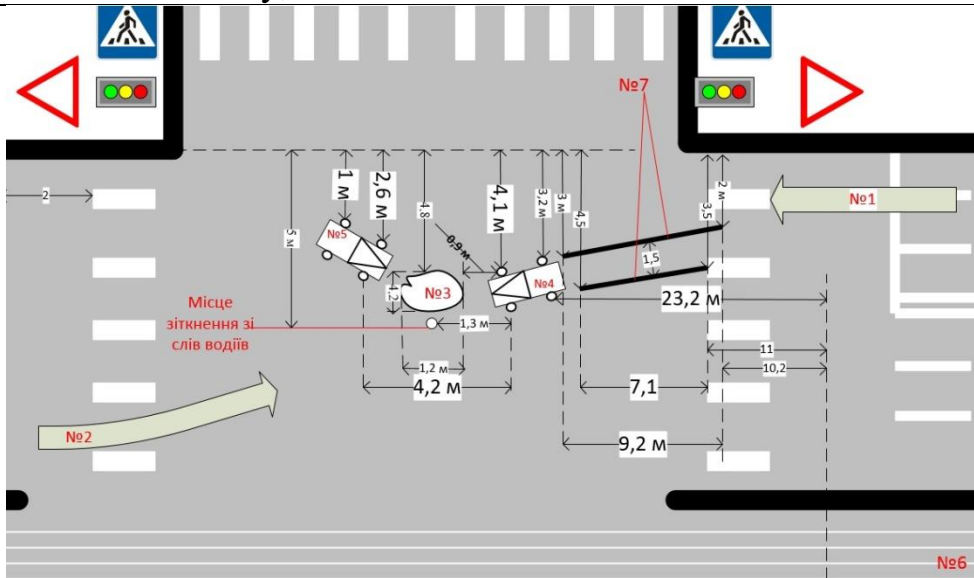 №7
2
1 м
2,6 м
4,8
4,1 м
3,2 м
3 м
4,5
3,5
2 м
№1
5 м
№5
0,9 м
1,5
4,2
№3
№4
23,2 м
Місце
зіткнення зі
слів водіїв
1,3 м
11
1,2 м
10,2
4,2 м
7,1
№2
9,2 м
№6